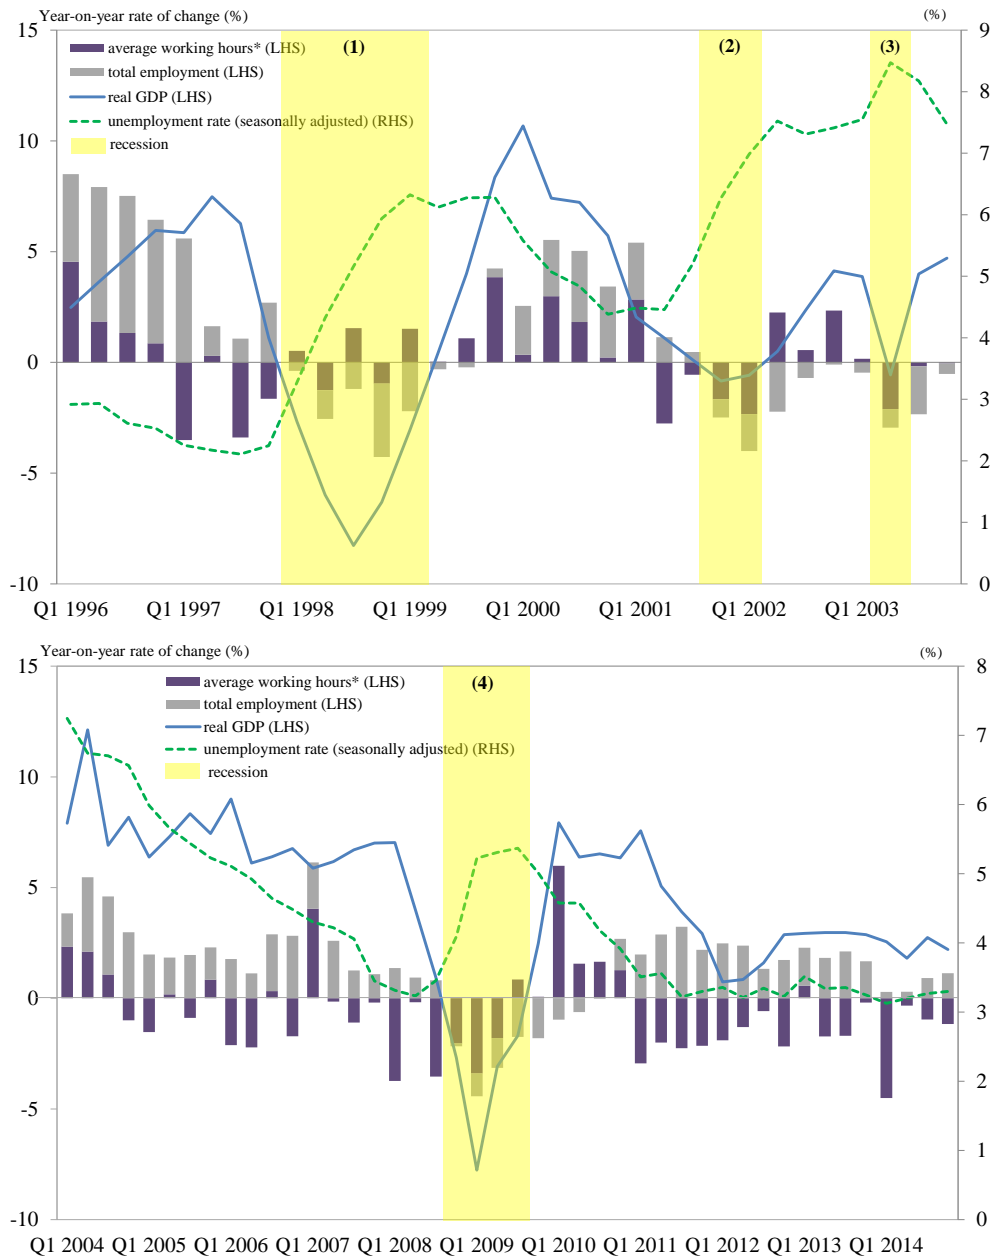 Year-on-year rate of change (%)
(%)
15
9
average working hours* (LHS)
(1)
(2)
(3)
total employment (LHS)
8
real GDP (LHS)
unemployment rate (seasonally adjusted) (RHS)
10
recession
7
6
5
5
4
0
3
-5
2
1
-10
0
Q1 1996
Q1 1997
Q1 1998
Q1 1999
Q1 2000
Q1 2001
Q1 2002
Q1 2003
Year-on-year rate of change (%)
(%)
15
8
average working hours* (LHS)
(4)
total employment (LHS)
real GDP (LHS)
7
unemployment rate (seasonally adjusted) (RHS)
recession
10
6
5
5
4
0
3
2
-5
1
-10
0
Q1 2004
Q1 2005
Q1 2006
Q1 2007
Q1 2008
Q1 2009
Q1 2010
Q1 2011
Q1 2012
Q1 2013
Q1 2014